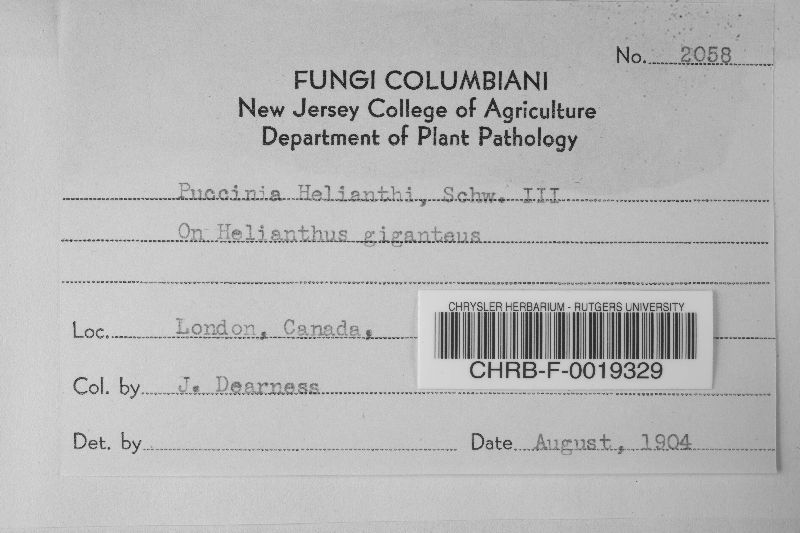 No. 2058
FUNGI COLUMBIANI
New Jersey College of Agriculture
Department of Plant Pathology
Puccinia Helianthi, Schw. III
On Helianthus giganteus
CHRYSLER HERBARIUM - RUTGERS UNIVERSITY
CHRB-F-0019329
Loc. London, Canada,
Col. by J. Dearness
Det. by
Date August, 1904